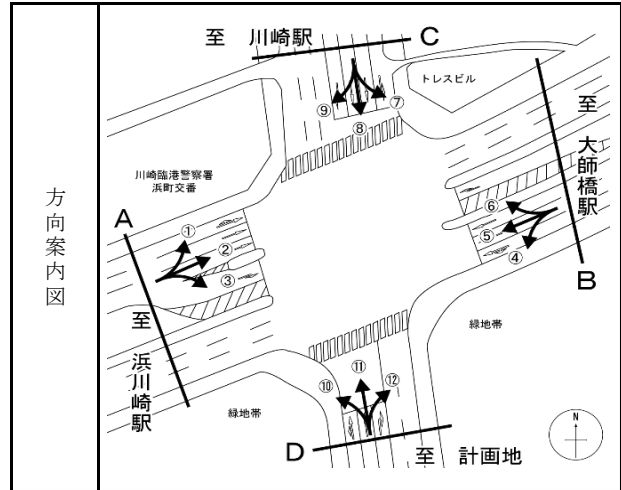 方向案内図
至 川崎駅
C
トレスビル
至 大師橋駅
川崎臨港警察署
浜町交番
A
①
②
③
④
⑤
⑥
⑦
⑧
⑨
B
緑地帯
至 浜川崎駅
緑地帯
⑩
⑪
⑫
D
至 計画地
N